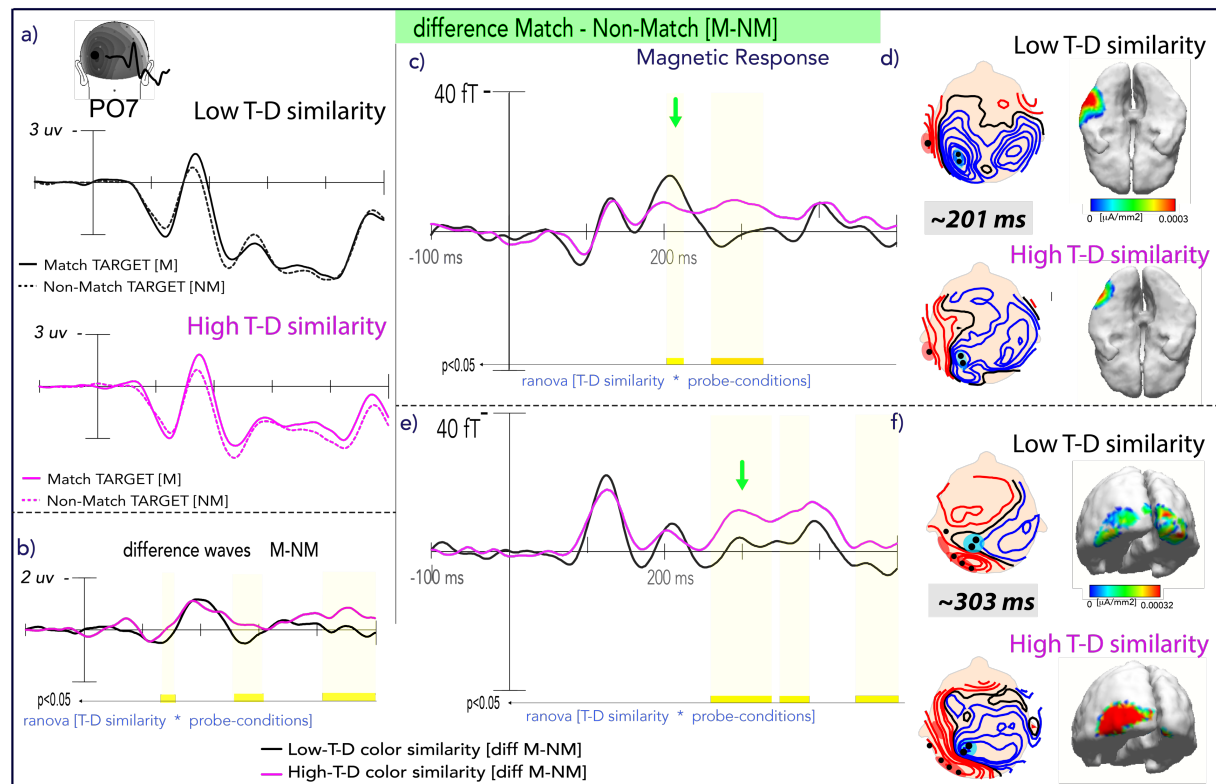 difference Match - Non-Match [M-NM]
a)
PO7
Low T-D similarity
3 uv
Match TARGET [M]
Non-Match TARGET [NM]
High T-D similarity
3 uv
Match TARGET [M]
Non-Match TARGET [NM]
b)
difference waves M-NM
2 uv
p<0.05
ranova [T-D similarity * probe-conditions]
c)
Magnetic Response
40 fT
-100 ms
200 ms
p<0.05
ranova [T-D similarity * probe-conditions]
d)
Low T-D similarity
0 [µA/mm2] 0.0003
~201 ms
High T-D similarity
e)
40 fT
-100 ms
200 ms
p<0.05
ranova [T-D similarity * probe-conditions]
f)
Low T-D similarity
0 [µA/mm2] 0.00032
~303 ms
High T-D similarity
Low-T-D color similarity [diff M-NM]
High-T-D color similarity [diff M-NM]